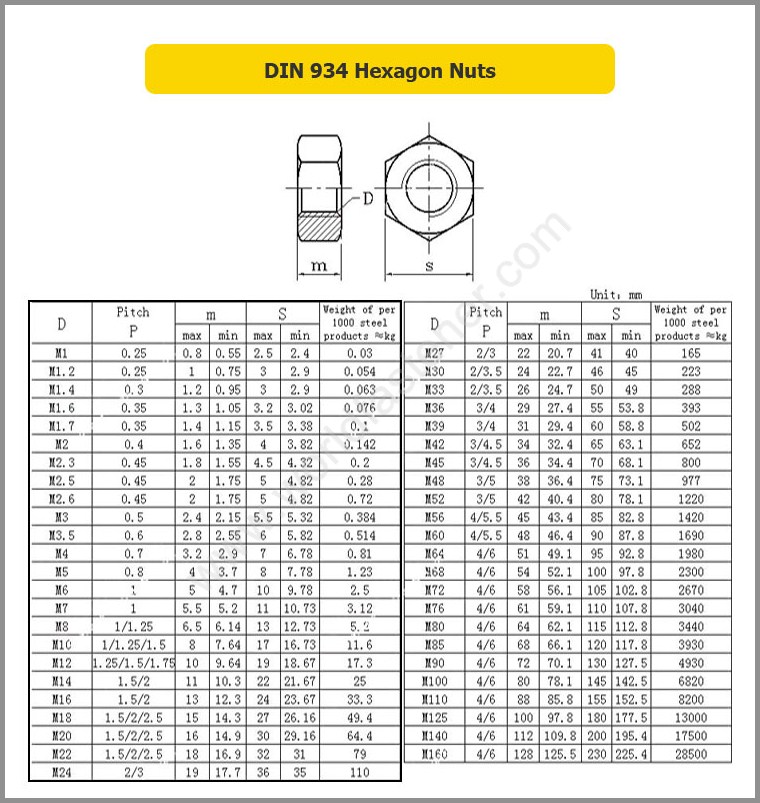 DIN 934 Hexagon Nuts
D
m
s
Unit: mm
D Pitch P m S Weight of per 1000 steel products ≈kg
max min max min
M1 0.25 0.8 0.55 2.5 2.4 0.03
M1.2 0.25 1 0.75 3 2.9 0.054
M1.4 0.3 1.2 0.95 3 2.9 0.063
M1.6 0.35 1.3 1.05 3.2 3.02 0.076
M1.7 0.35 1.4 1.15 3.5 3.38 0.1
M2 0.4 1.6 1.35 4 3.82 0.142
M2.3 0.45 1.8 1.55 4.5 4.32 0.2
M2.5 0.45 2 1.75 5 4.82 0.28
M2.6 0.45 2 1.75 5 4.82 0.72
M3 0.5 2.4 2.15 5.5 5.32 0.384
M3.5 0.6 2.8 2.55 6 5.82 0.514
M4 0.7 3.2 2.9 7 6.78 0.81
M5 0.8 4 3.7 8 7.78 1.23
M6 1 5 4.7 10 9.78 2.5
M7 1 5.5 5.2 11 10.73 3.12
M8 1/1.25 6.5 6.14 13 12.73 5.2
M10 1/1.25/1.5 8 7.64 17 16.73 11.6
M12 1.25/1.5/1.75 10 9.64 19 18.67 17.3
M14 1.5/2 11 10.3 22 21.67 25
M16 1.5/2 13 12.3 24 23.67 33.3
M18 1.5/2/2.5 15 14.3 27 26.16 49.4
M20 1.5/2/2.5 16 14.9 30 29.16 64.4
M22 1.5/2/2.5 18 16.9 32 31 79
M24 2/3 19 17.7 36 35 110
D Pitch P m S Weight of per 1000 steel products ≈kg
max min max min
M27 2/3 22 20.7 41 40 165
M30 2/3.5 24 22.7 46 45 223
M33 2/3.5 26 24.7 50 49 288
M36 3/4 29 27.4 55 53.8 393
M39 3/4 31 29.4 60 58.8 502
M42 3/4.5 34 32.4 65 63.1 652
M45 3/4.5 36 34.4 70 68.1 800
M48 3/5 38 36.4 75 73.1 977
M52 3/5 42 40.4 80 78.1 1220
M56 4/5.5 45 43.4 85 82.8 1420
M60 4/5.5 48 46.4 90 87.8 1690
M64 4/6 51 49.1 95 92.8 1980
M68 4/6 54 52.1 100 97.8 2300
M72 4/6 58 56.1 105 102.8 2670
M76 4/6 61 59.1 110 107.8 3040
M80 4/6 64 62.1 115 112.8 3440
M85 4/6 68 66.1 120 117.8 3930
M90 4/6 72 70.1 130 127.5 4930
M100 4/6 80 78.1 145 142.5 6820
M110 4/6 88 85.8 155 152.5 8200
M125 4/6 100 97.8 180 177.5 13000
M140 4/6 112 109.8 200 195.4 17500
M160 4/6 128 125.5 230 225.4 28500